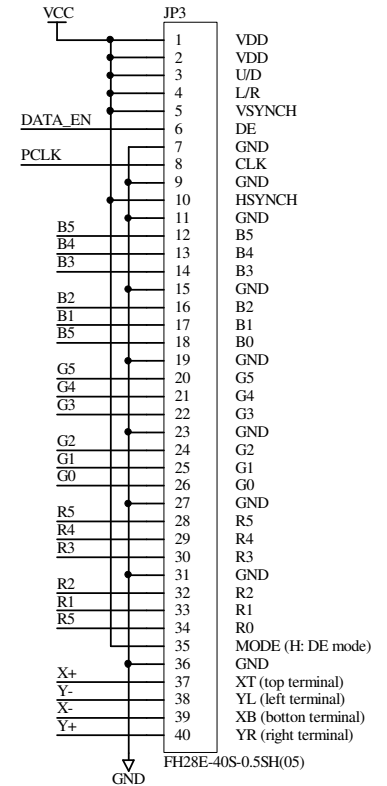 VCC JP3
1 VDD
2 VDD
3 U/D
4 L/R
5 VSYNCH
DATA_EN 6 DE
7 GND
PCLK 8 CLK
9 GND
10 HSYNCH
11 GND
B5 12 B5
B4 13 B4
B3 14 B3
15 GND
B2 16 B2
B1 17 B1
B5 18 B0
19 GND
G5 20 G5
G4 21 G4
G3 22 G3
23 GND
G2 24 G2
G1 25 G1
G0 26 G0
27 GND
R5 28 R5
R4 29 R4
R3 30 R3
31 GND
R2 32 R2
R1 33 R1
R5 34 R0
35 MODE (H: DE mode)
36 GND
X+ 37 XT (top terminal)
Y- 38 YL (left terminal)
X- 39 XB (botton terminal)
Y+ 40 YR (right terminal)
FH28E-40S-0.5SH(05)
GND